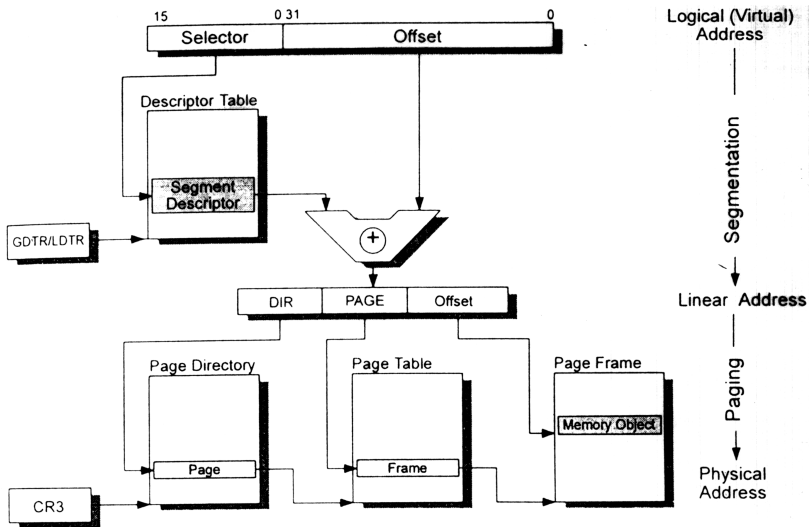 15 0 31 0
Logical (Virtual)
Address
Selector Offset
Descriptor Table
Segment
Descriptor
GDTR/LDTR
+
Segmentation
DIR PAGE Offset
Linear Address
Page Directory Page Table Page Frame
Memory Object
Page Frame
Paging
CR3
Physical
Address